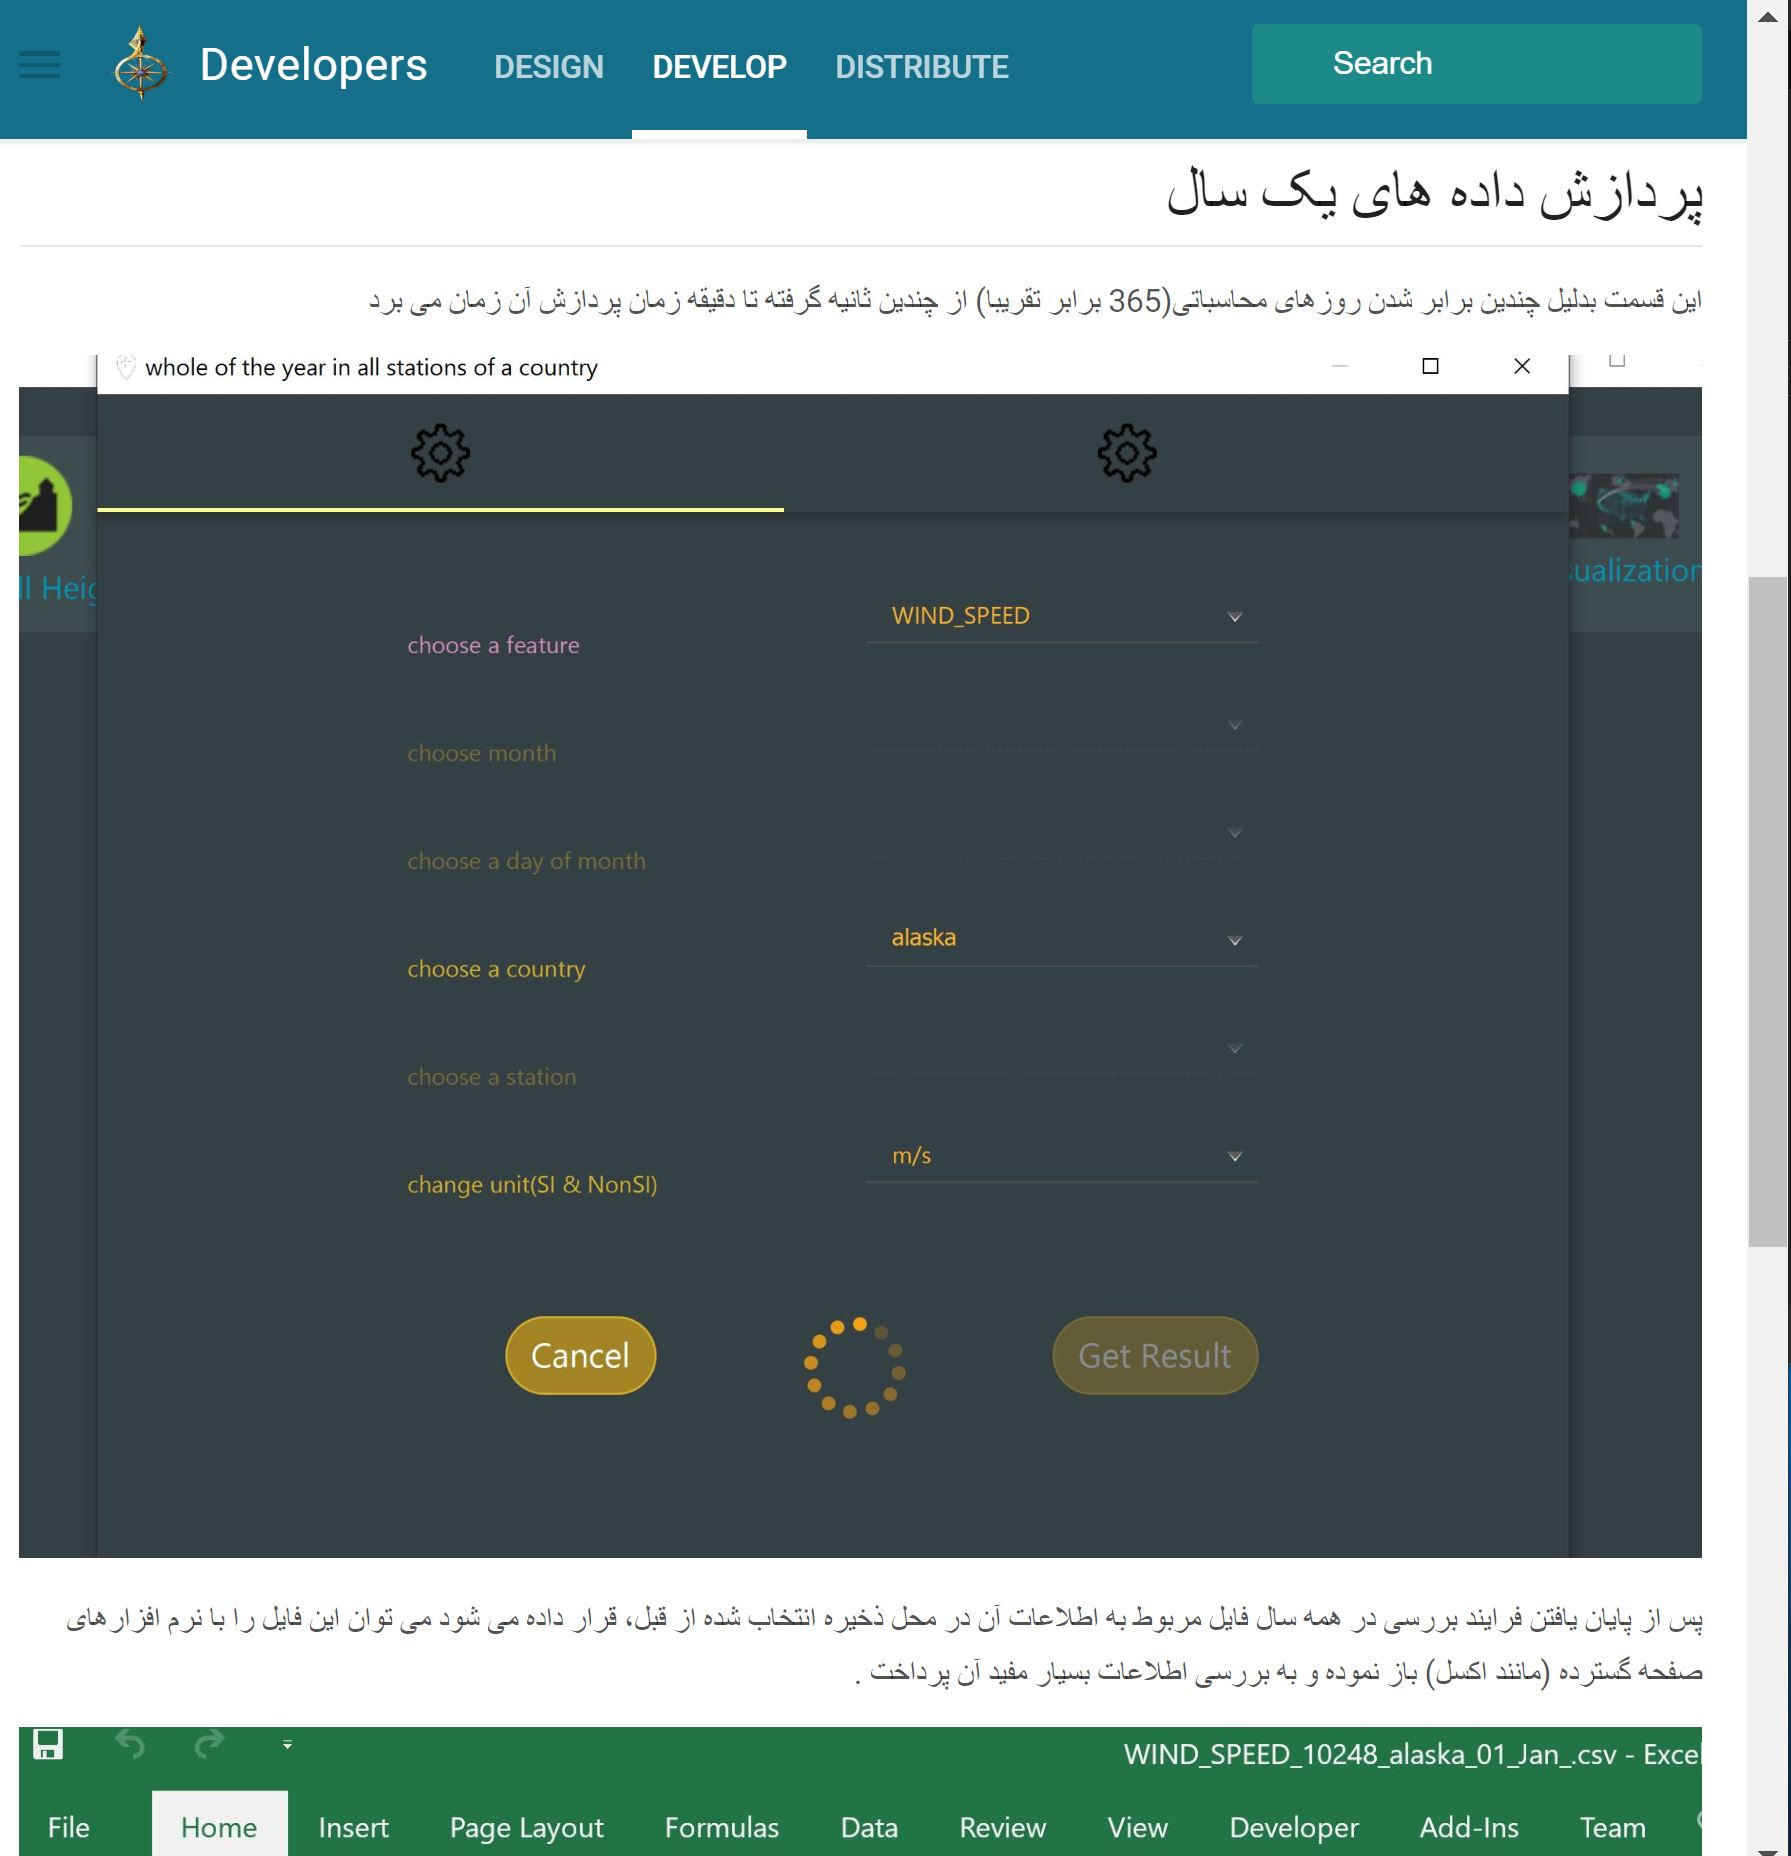 Developers DESIGN DEVELOP DISTRIBUTE Search
پردازش داده های یک سال
این قسمت بدلیل چندین برابر شدن روزهای محاسباتی(365 برابر تقریبا) از چندین ثانیه گرفته تا دقیقه زمان پردازش آن زمان می برد
whole of the year in all stations of a country
ll Heig
sualization
WIND_SPEED
choose a feature
choose month
choose a day of month
alaska
choose a country
choose a station
m/s
change unit(SI & NonSI)
Cancel Get Result
پس از پایان یافتن فرایند بررسی در همه سال فایل مربوط به اطلاعات آن در محل ذخیره انتخاب شده از قبل، قرار داده می شود می توان این فایل را با نرم افزارهای
صفحه گسترده (مانند اکسل) باز نموده و به بررسی اطلاعات بسیار مفید آن پرداخت .
WIND_SPEED_10248_alaska_01_Jan_.csv - Excel
File Home Insert Page Layout Formulas Data Review View Developer Add-Ins Team